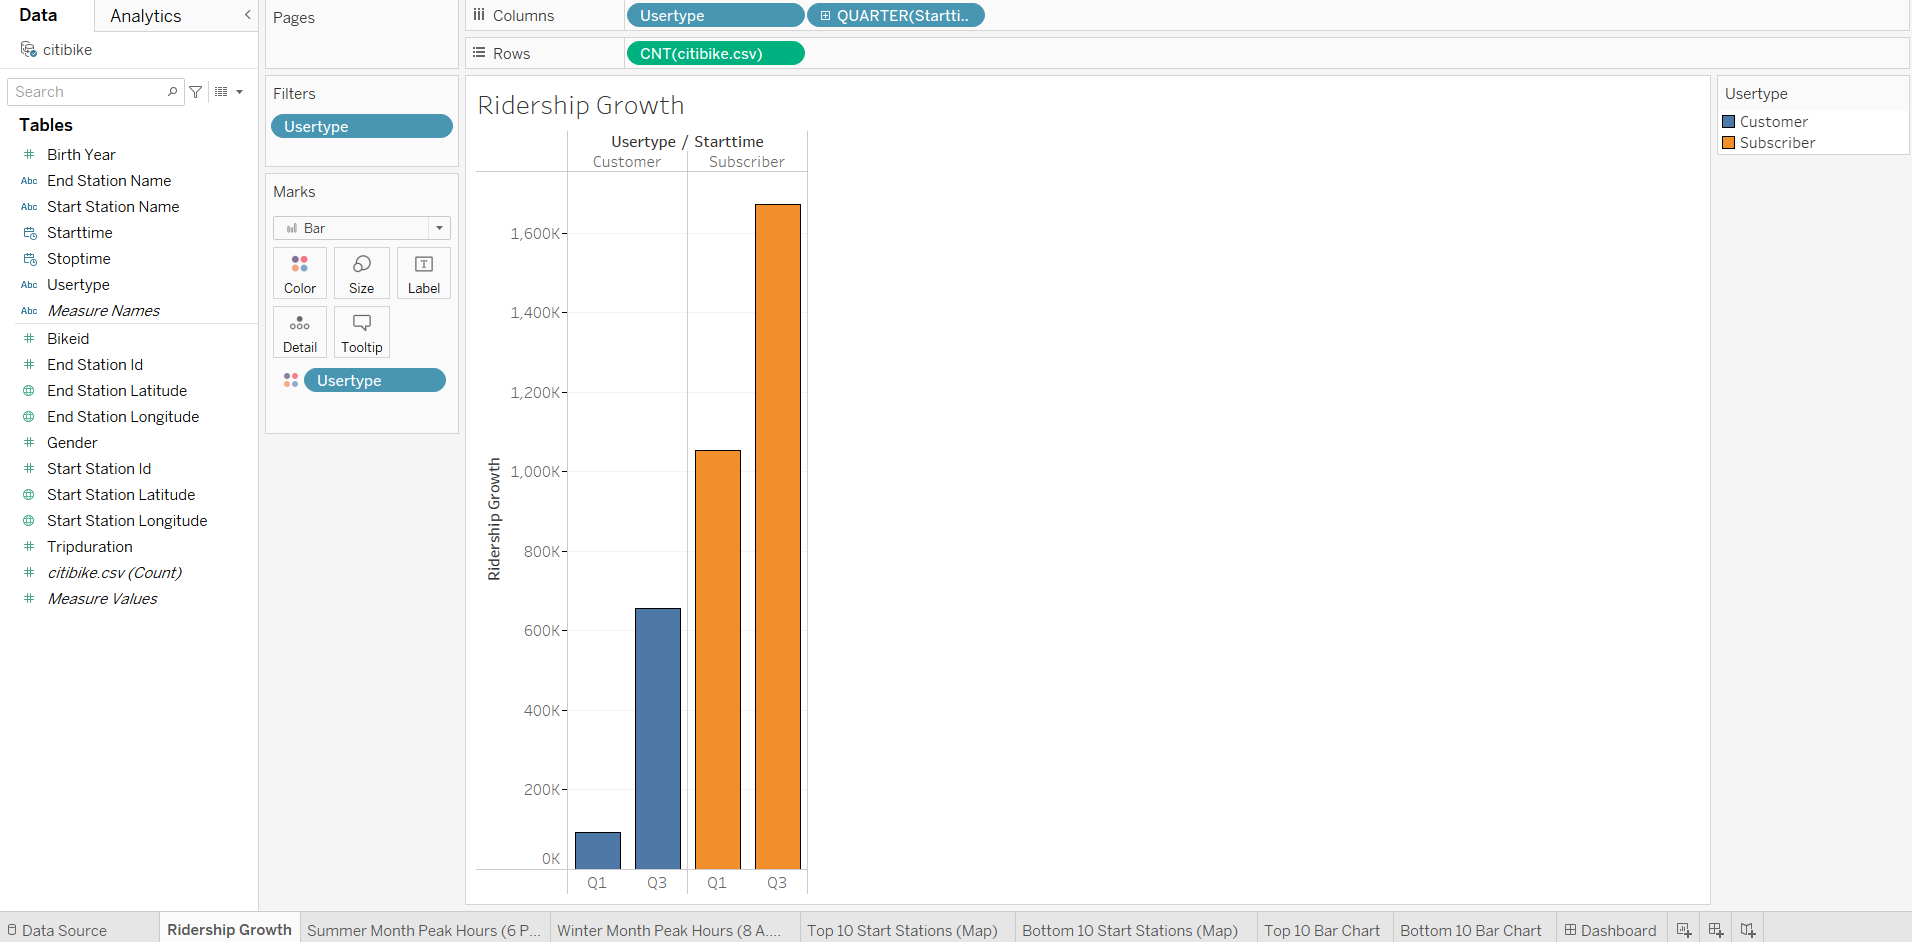 Data
Analytics
citibike
Search
Tables
Birth Year
Abc End Station Name
Abc Start Station Name
Starttime
Stoptime
Abc Usertype
Abc Measure Names
Bikeid
End Station Id
End Station Latitude
End Station Longitude
Gender
Start Station Id
Start Station Latitude
Start Station Longitude
Tripduration
citibike.csv (Count)
Measure Values
Pages
Filters
Usertype
Marks
Bar
Color Size Label
Detail Tooltip
Usertype
Columns Usertype QUARTER(Startti..
Rows CNT(citibike.csv)
Ridership Growth
Usertype / Starttime
Customer Subscriber
1,600K
1,400K
1,200K
1,000K
800K
600K
400K
200K
0K
Ridership Growth
Q1 Q3 Q1 Q3
Usertype
Customer
Subscriber
Data Source Ridership Growth Summer Month Peak Hours (6 P... Winter Month Peak Hours (8 A.... Top 10 Start Stations (Map) Bottom 10 Start Stations (Map) Top 10 Bar Chart Bottom 10 Bar Chart Dashboard